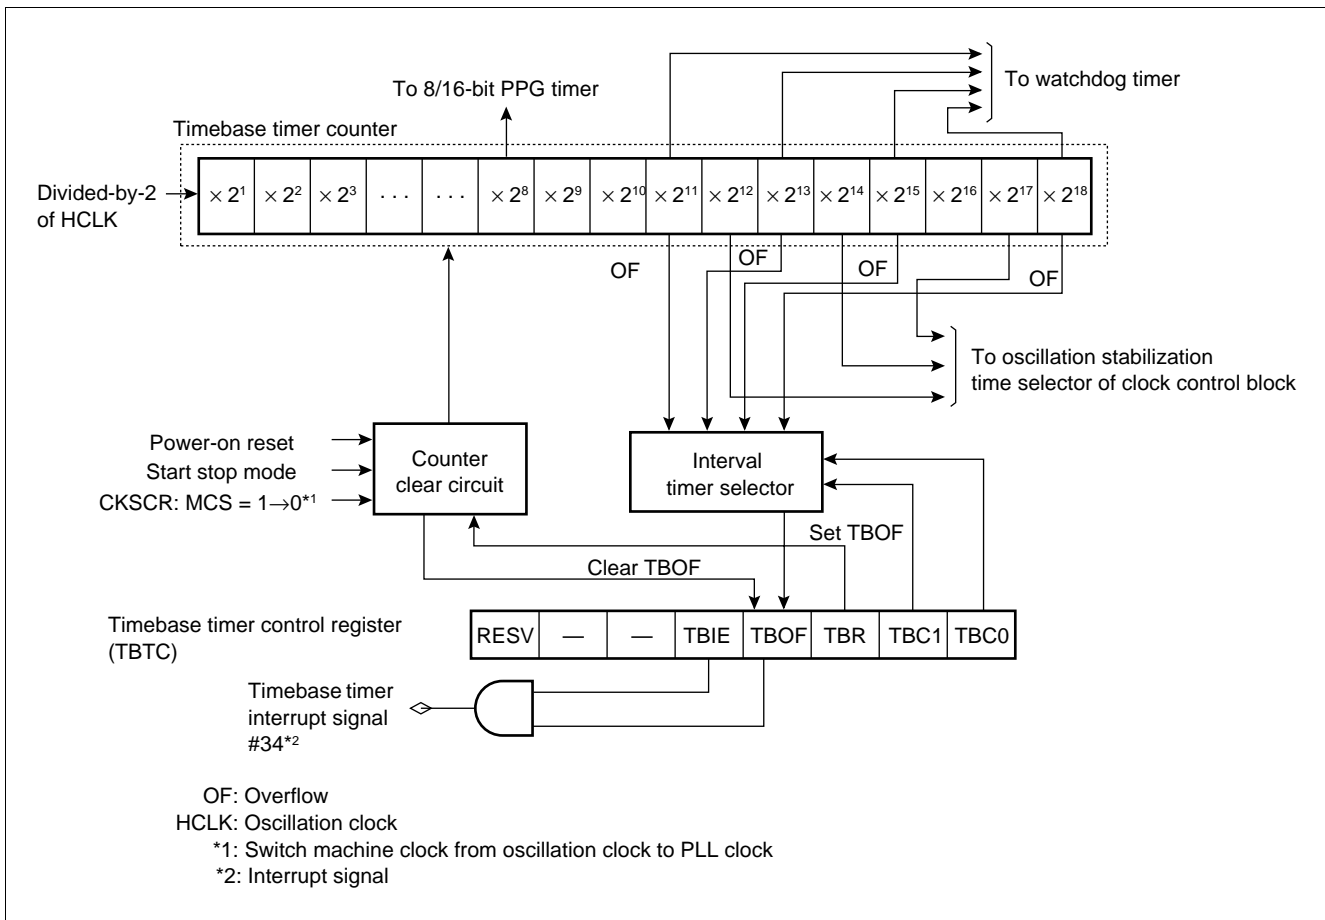 To 8/16-bit PPG timer
To watchdog timer
Timebase timer counter
Divided-by-2
of HCLK
× 2¹ × 2² × 2³ · · · · · · × 2⁸ × 2⁹ × 2¹⁰ × 2¹¹ × 2¹² × 2¹³ × 2¹⁴ × 2¹⁵ × 2¹⁶ × 2¹⁷ × 2¹⁸
OF OF OF OF
To oscillation stabilization
time selector of clock control block
Power-on reset
Start stop mode
CKSCR: MCS = 1→0*1
Counter
clear circuit
Interval
timer selector
Set TBOF
Clear TBOF
Timebase timer control register
(TBTC)
RESV — — TBIE TBOF TBR TBC1 TBC0
Timebase timer
interrupt signal
#34*2
OF: Overflow
HCLK: Oscillation clock
*1: Switch machine clock from oscillation clock to PLL clock
*2: Interrupt signal